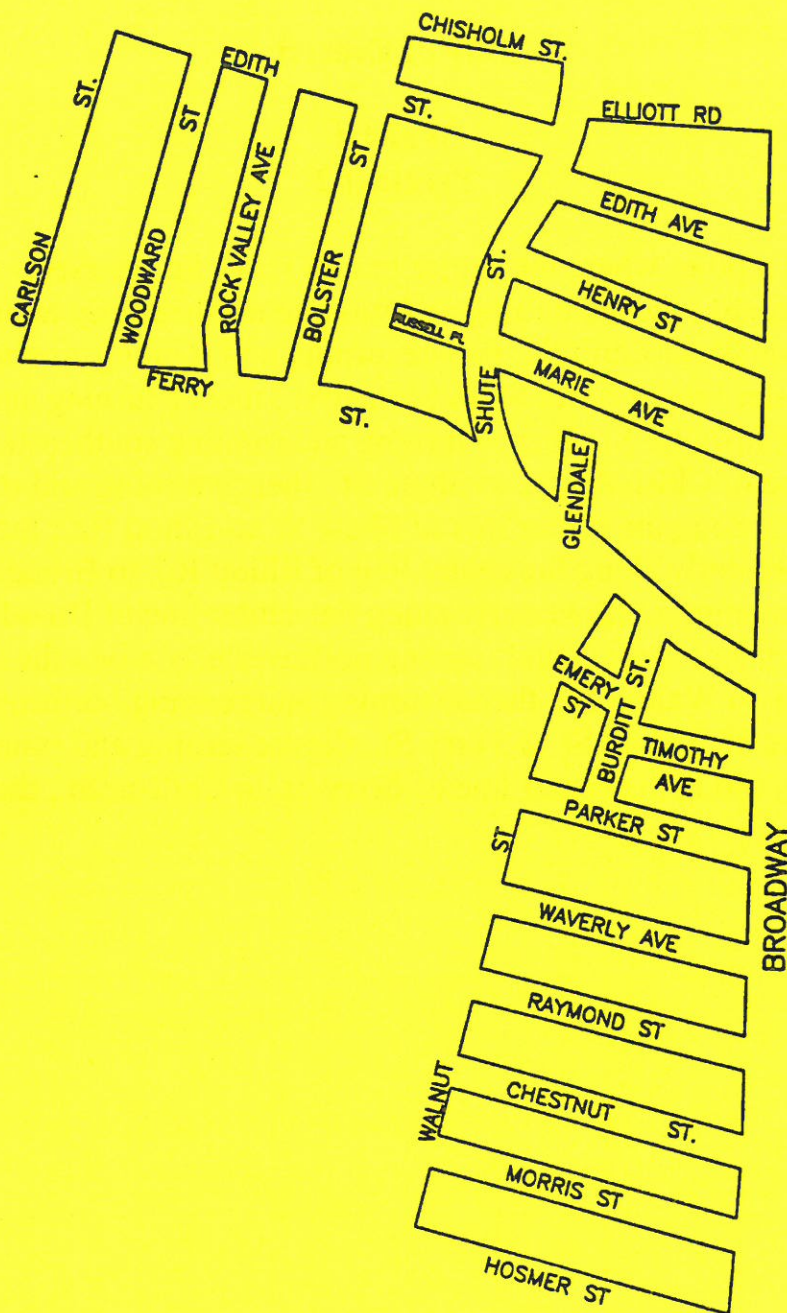 CHISHOLM ST.
EDITH
ST.
ELLIOTT RD
ST.
ST
ST
EDITH AVE
ROCK VALLEY AVE
ST.
HENRY ST
CARLSON
WOODWARD
BOLSTER
RUSSELL PL
FERRY
ST.
SHUTE
MARIE AVE
GLENDALE
EMERY
ST
BURDITT
ST.
TIMOTHY
AVE
PARKER ST
ST
BROADWAY
WAVERLY AVE
RAYMOND ST
WALNUT
CHESTNUT ST.
MORRIS ST
HOSMER ST